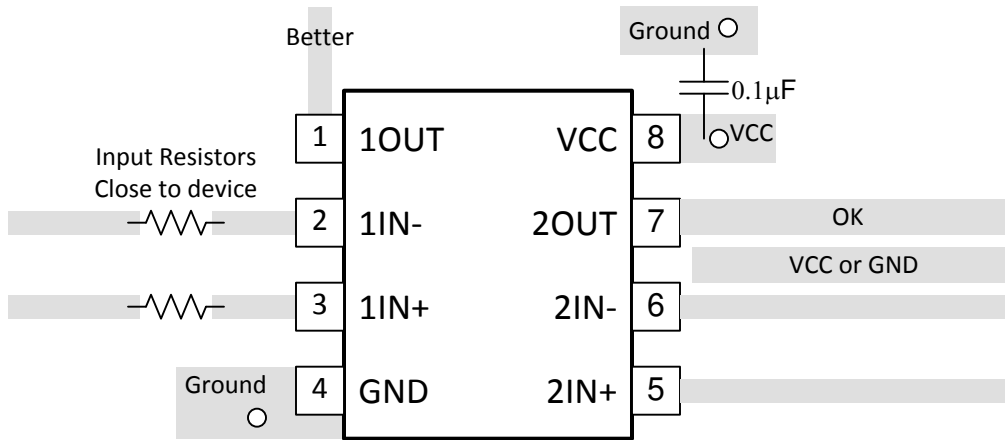 Better
Ground
0.1µF
1 1OUT VCC 8 VCC
Input Resistors
Close to device
2 1IN- 2OUT 7 OK
VCC or GND
3 1IN+ 2IN- 6
Ground
4 GND 2IN+ 5